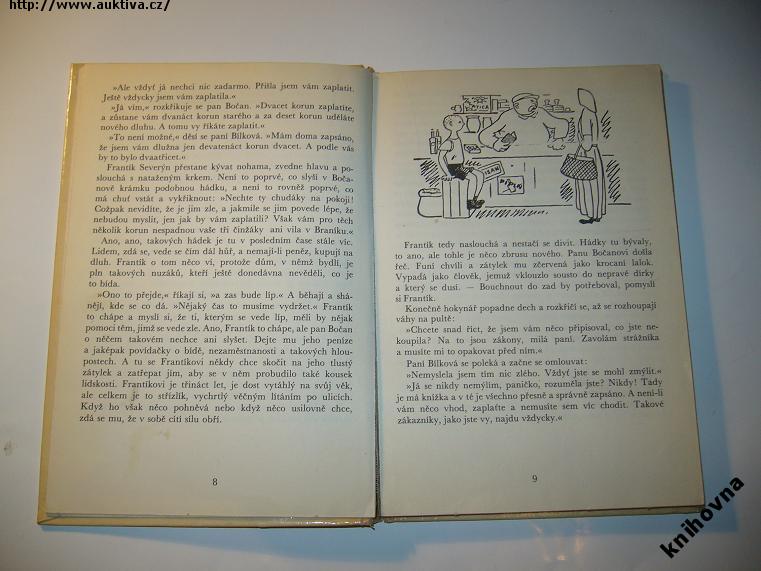 http://www.auktiva.cz/
»Ale vždyť já nechci nic zadarmo. Přišla jsem vám zaplatit.
Ještě vždycky jsem vám zaplatila.«
»Já vím,« rozkřikuje se pan Bočan. »Dvacet korun zaplatíte,
a zůstane vám dvanáct korun starého a za deset korun uděláte
nového dluhu. A tomu vy říkáte zaplatit.«
»To není možné,« děsí se paní Bílková. »Mám doma zapsáno,
že jsem vám dlužna jen devatenáct korun dvacet. A podle vás
by to bylo dvaatřicet.«
Frantík Severýn přestane kývat nohama, zvedne hlavu a po-
slouchá s nataženým krkem. Není to poprvé, co slyší v Boča-
nově krámku podobnou hádku, a není to rovněž poprvé, co
má chuť vstát a vykřiknout: »Nechte ty chudáky na pokoji!
Cožpak nevidíte, že je jim zle, a jakmile se jim povede lépe, že
nebudou myslit, jen jak by vám zaplatili? Však vám pro těch
několik korun nespadnou vaše tři činžáky ani vila v Braníku.«
Ano, ano, takových hádek je tu v poslední čase stále víc.
Lidem, zdá se, vede se čím dál hůř, a nemají-li peněz, kupují na
dluh. Frantík o tom něco ví, protože dům, v němž bydlí, je
pln takových nuzáků, kteří ještě donedávna nevěděli, co je
to bída.
»Ono to přejde,« říkají si, »a zas bude líp.« A běhají a shá-
nějí, kde co dá. »Nějaký čas to musíme vydržet.« Frantík
to chápe a myslí si, že ti, kterým se vede líp, měli by nějak
pomoci těm, jimž se vede zle. Ano, Frantík to chápe, ale pan Bočan
o něčem takovém nechce ani slyšet. Dejte mu jeho peníze
a jaképak povídačky o bídě, nezaměstnanosti a takových hlou-
postech. A tu se Frantíkovi někdy chce skočit na jeho tlustý
zátylek a zatřepat jím, aby se v něm probudilo také kousek
lidskosti. Frantíkovi je třináct let, je dost vytáhlý na svůj věk,
ale celkem je to střízlík, vychrtlý věčným lítáním po ulicích.
Když ho však něco pohněvá nebo když něco usilovně chce,
zdá se mu, že v sobě cítí sílu obří.
8
Frantík tedy naslouchá a nestačí se divit. Hádky tu bývaly,
to ano, ale tohle je něco zbrusu nového. Panu Bočanovi došla
řeč. Funí chvíli a zátylek mu zčervená jako krocaní lalok.
Vypadá jako člověk, jemuž vklouzlo sousto do nepravé dírky
a který se dusí. — Bouchnout do zad by potřeboval, pomyslí
si Frantík.
Konečně hokynář popadne dech a rozkřičí se, až se rozhoupají
váhy na pultě:
»Chcete snad říct, že jsem vám něco připisoval, co jste ne-
koupila? Na to jsou zákony, milá paní. Zavolám strážníka
a musíte mi to opakovat před ním.«
Paní Bílková se poleká a začne se omlouvat:
»Nemyslela jsem tím nic zlého. Vždyť jste se mohl zmýlit.«
»Já se nikdy nemýlím, paničko, rozuměla jste? Nikdy! Tady
je má knížka a v té je všechno přesně a správně zapsáno. A není-li
vám něco vhod, zaplaťte a nemusíte sem víc chodit. Takové
zákazníky, jako jste vy, najdu vždycky.«
9
knihovna